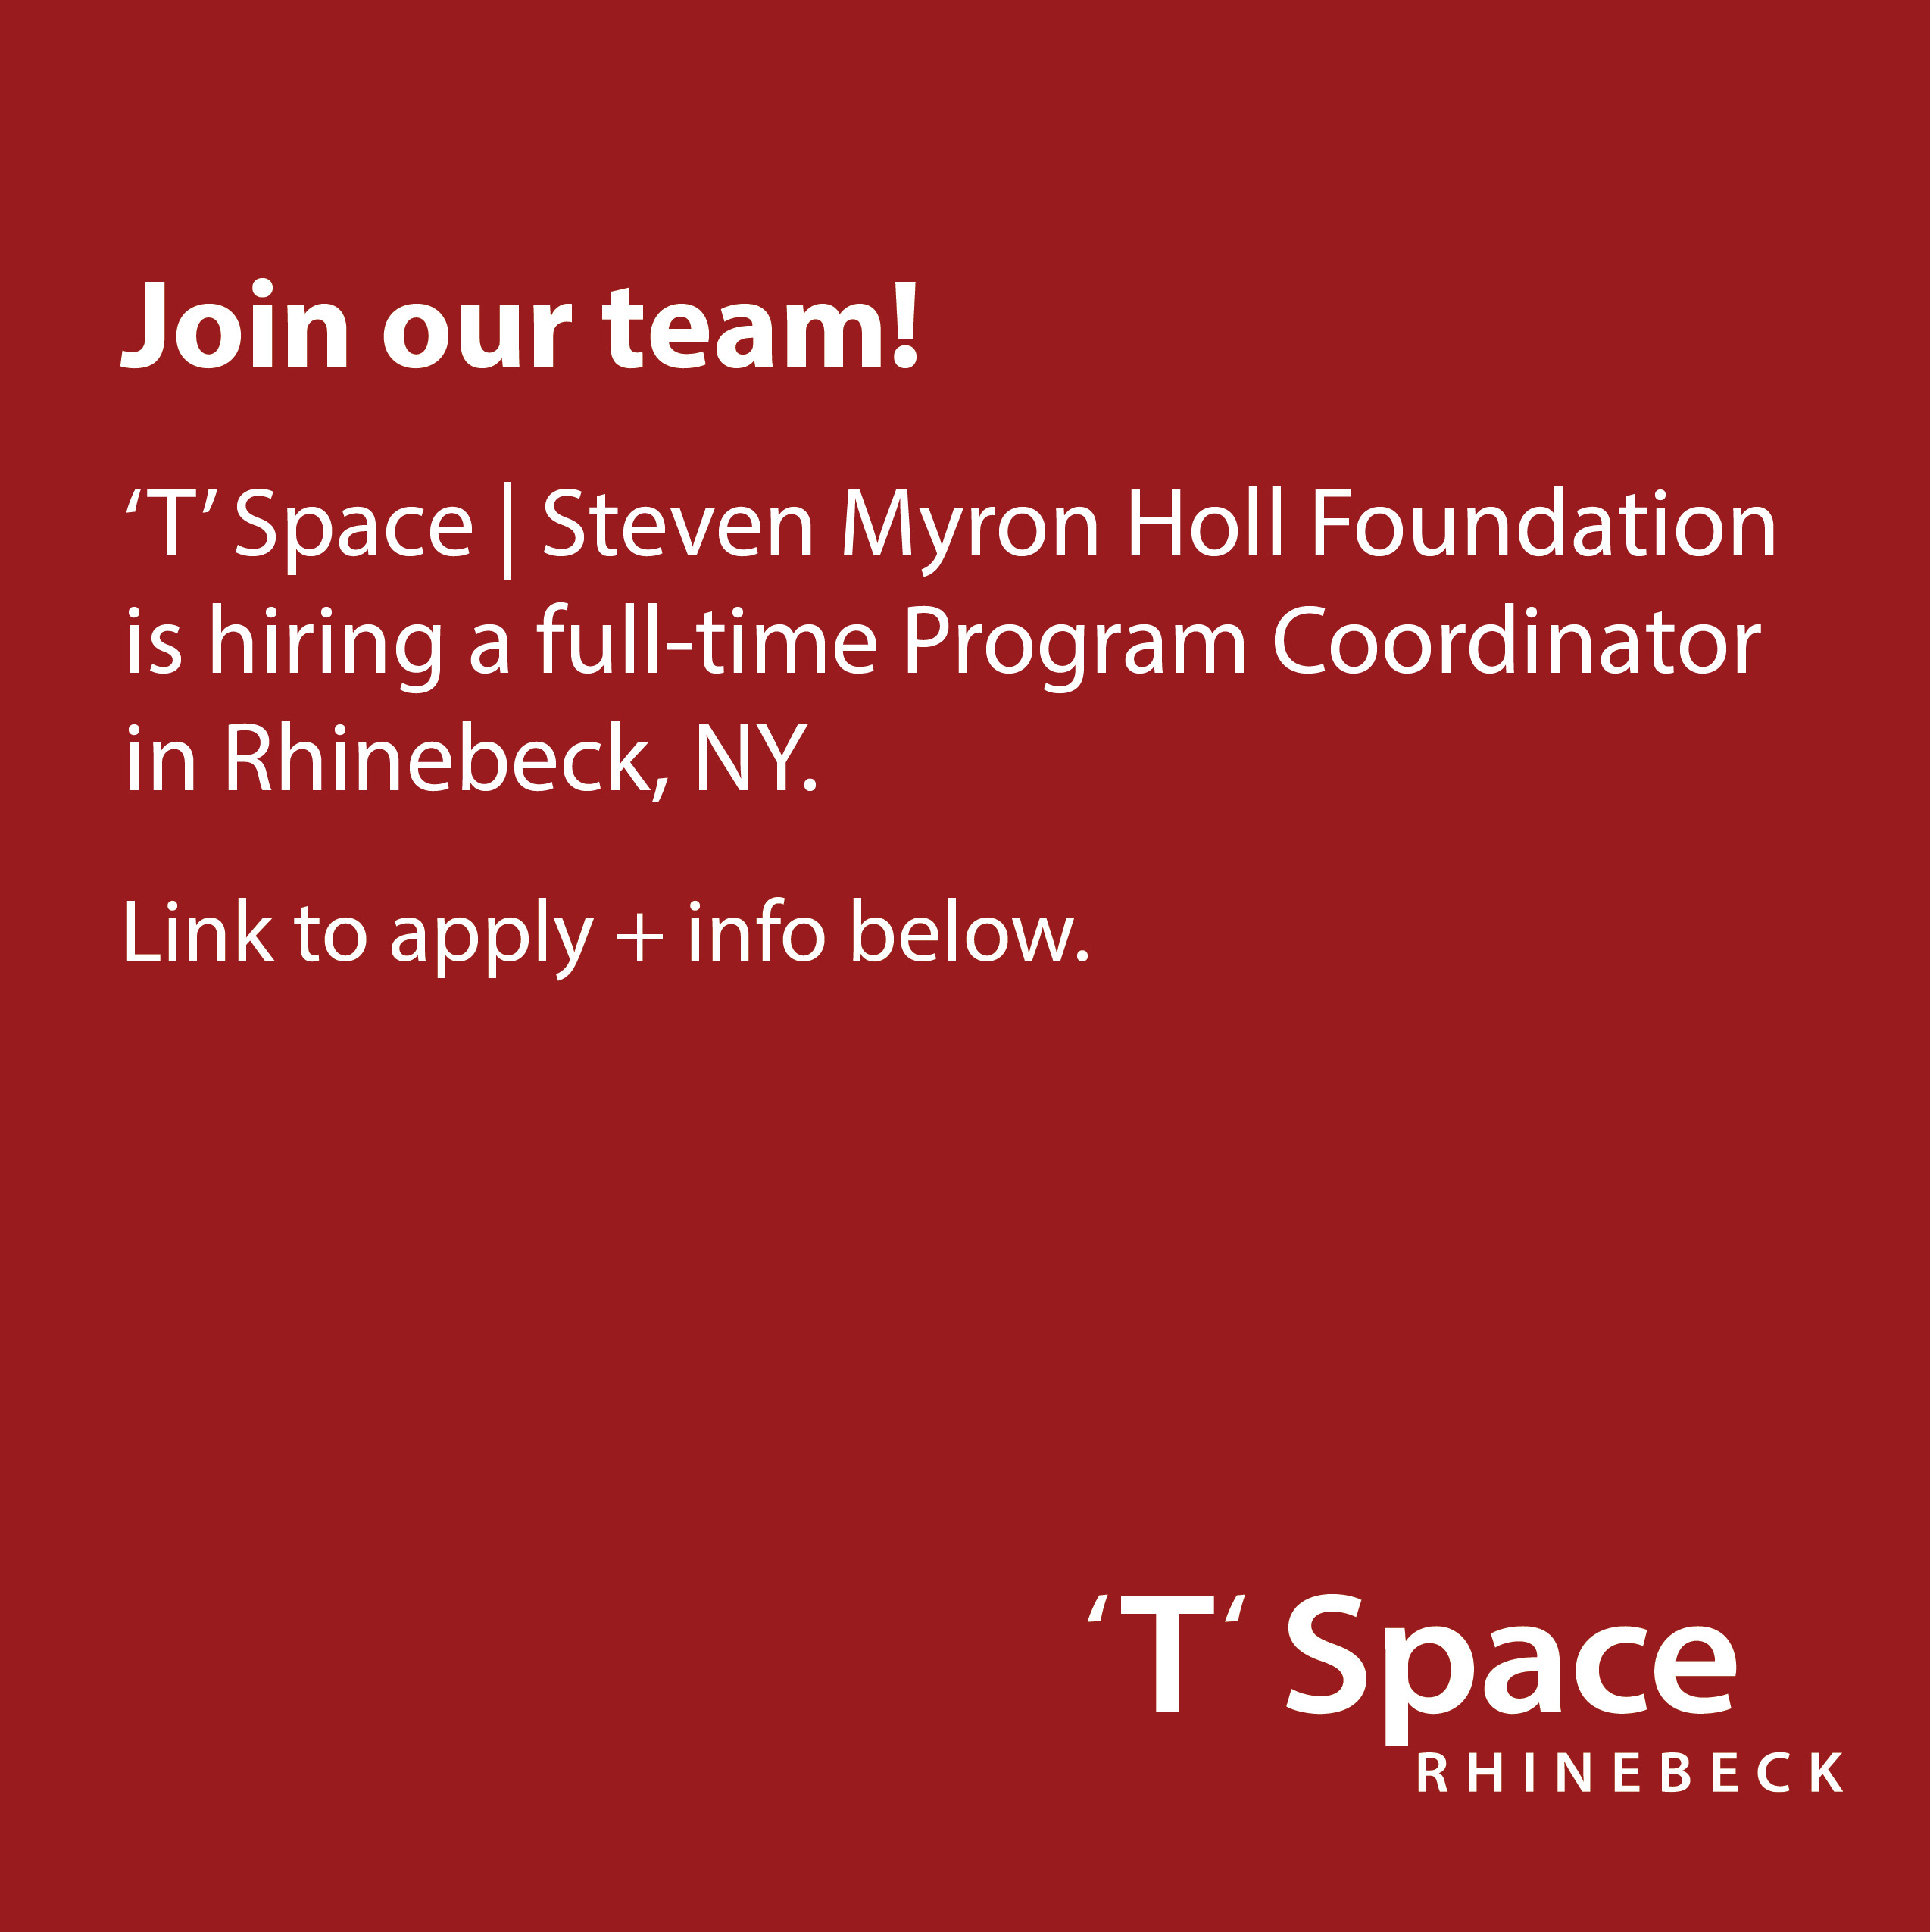 Join our team!
‘T’ Space | Steven Myron Holl Foundation
is hiring a full-time Program Coordinator
in Rhinebeck, NY.
Link to apply + info below.
‘T‘ Space
RHINEBECK